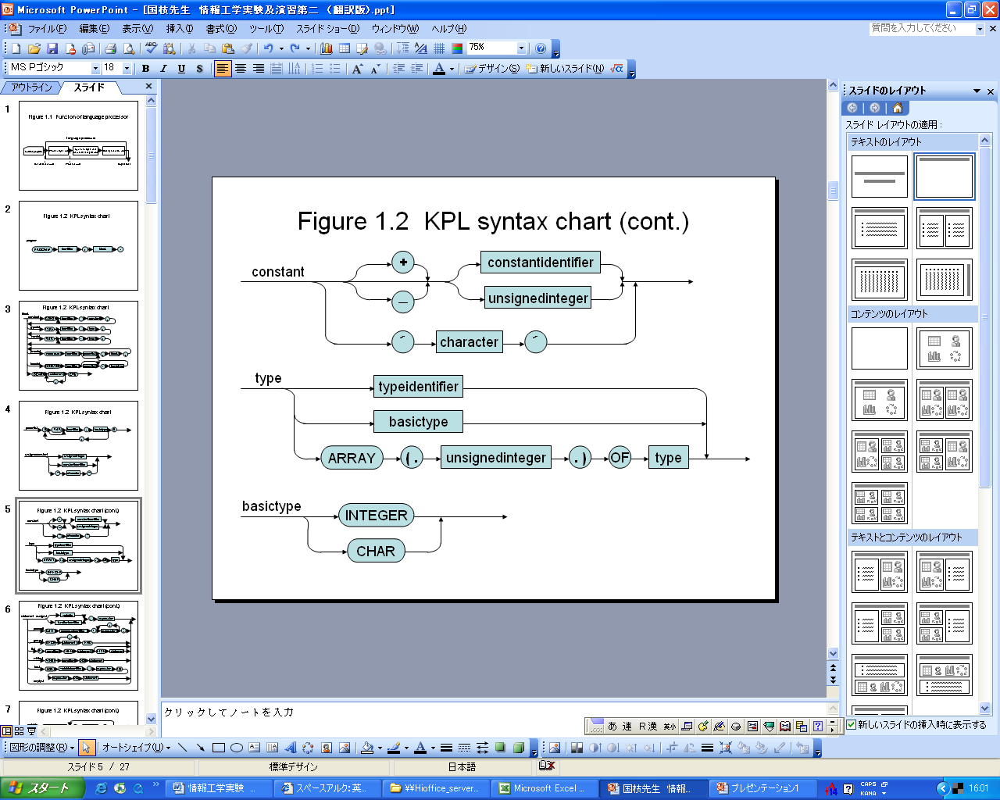 Microsoft PowerPoint - [国枝先生　情報工学実験及演習第二　（翻訳版).ppt]
ファイル(F)　編集(E)　表示(V)　挿入(I)　書式(O)　ツール(T)　スライド ショー(D)　ウィンドウ(W)　ヘルプ(H)
質問を入力してください
75%
MS Pゴシック　18　B　I　U　S　A　A　A　デザイン(S)　新しいスライド(N)
アウトライン　スライド
スライドのレイアウト
スライド レイアウトの適用 :
テキストのレイアウト
コンテンツのレイアウト
テキストとコンテンツのレイアウト
新しいスライドの挿入時に表示する
1
Figure 1.1 Function of language processor
2
Figure 1.2 KPL syntax chart
3
Figure 1.2 KPL syntax chart
4
Figure 1.2 KPL syntax chart
5
Figure 1.2 KPL syntax chart (cont.)
6
Figure 1.2 KPL syntax chart (cont.)
7
Figure 1.2 KPL syntax chart (cont.)
Figure 1.2 KPL syntax chart (cont.)
constant
+
constantidentifier
—
unsignedinteger
character
type
typeidentifier
basictype
ARRAY　(.　unsignedinteger　.)　OF　type
basictype
INTEGER
CHAR
クリックしてノートを入力
あ 連 R漢 英小
図形の調整(R)　オートシェイプ(U)
スライド 5 / 27　標準デザイン　日本語
スタート
情報工学実験 ...
スペースアルク:英...
\\Hioffice_server...
Microsoft Excel ...
国枝先生　情報...
プレゼンテーション1
CAPS
KANA
16:01